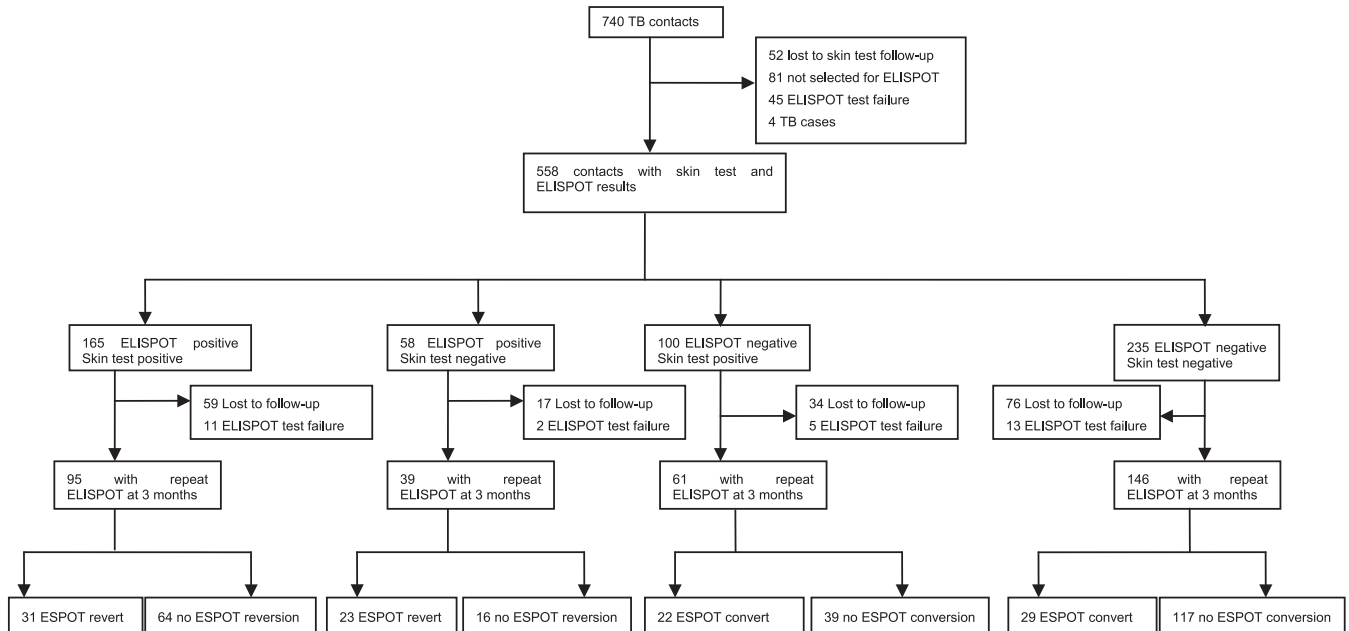 740 TB contacts
52 lost to skin test follow-up
81 not selected for ELISPOT
45 ELISPOT test failure
4 TB cases
558 contacts with skin test and
ELISPOT results
165 ELISPOT positive
Skin test positive
58 ELISPOT positive
Skin test negative
100 ELISPOT negative
Skin test positive
235 ELISPOT negative
Skin test negative
59 Lost to follow-up
11 ELISPOT test failure
17 Lost to follow-up
2 ELISPOT test failure
34 Lost to follow-up
5 ELISPOT test failure
76 Lost to follow-up
13 ELISPOT test failure
95 with repeat
ELISPOT at 3 months
39 with repeat
ELISPOT at 3 months
61 with repeat
ELISPOT at 3 months
146 with repeat
ELISPOT at 3 months
31 ESPOT revert
64 no ESPOT reversion
23 ESPOT revert
16 no ESPOT reversion
22 ESPOT convert
39 no ESPOT conversion
29 ESPOT convert
117 no ESPOT conversion